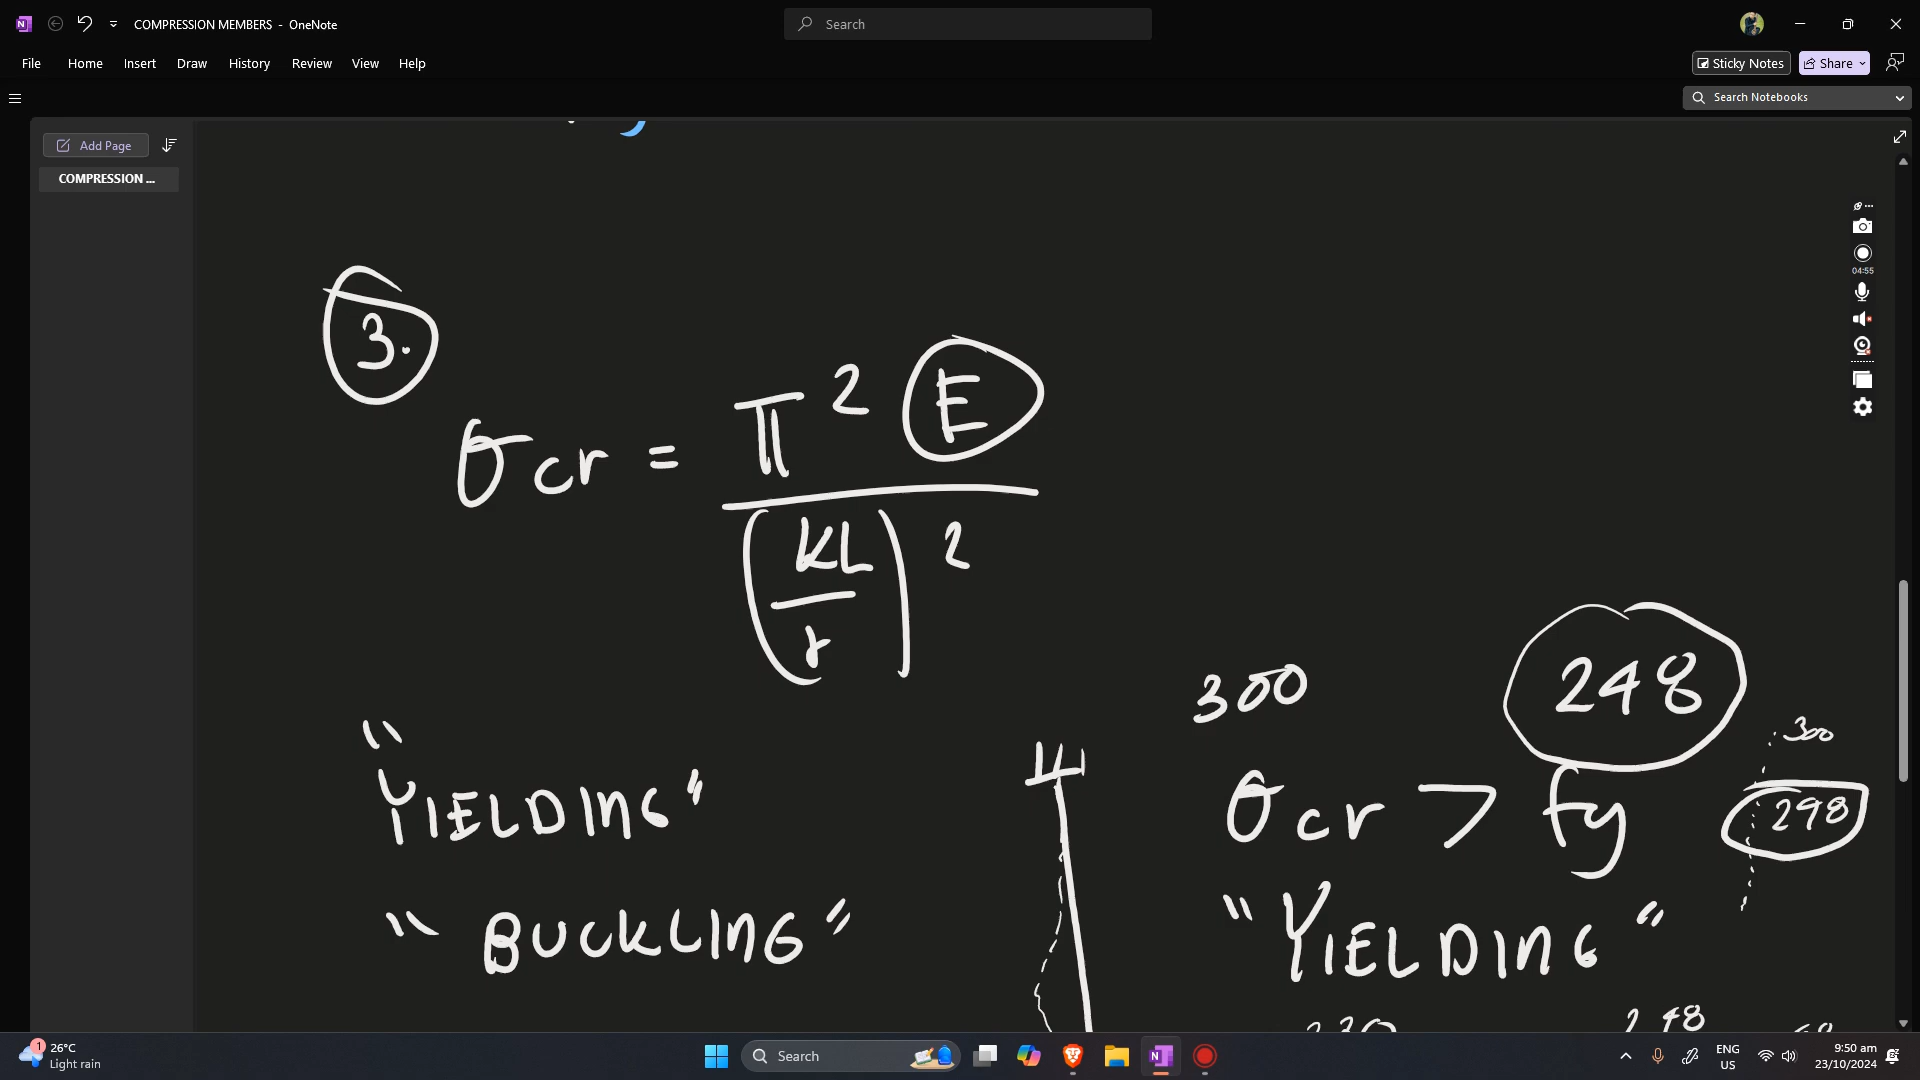 COMPRESSION MEMBERS - OneNote
Search
File Home Insert Draw History Review View Help
Sticky Notes
Share
Search Notebooks
Add Page
COMPRESSION ...
04:55
3.
σcr = π² E
(KL
r)²
300
248
300
"YIELDING"
σcr > fy
298
"BUCKLING"
"YIELDING"
248
1
26°C
Light rain
Search
ENG
US
9:50 am
23/10/2024